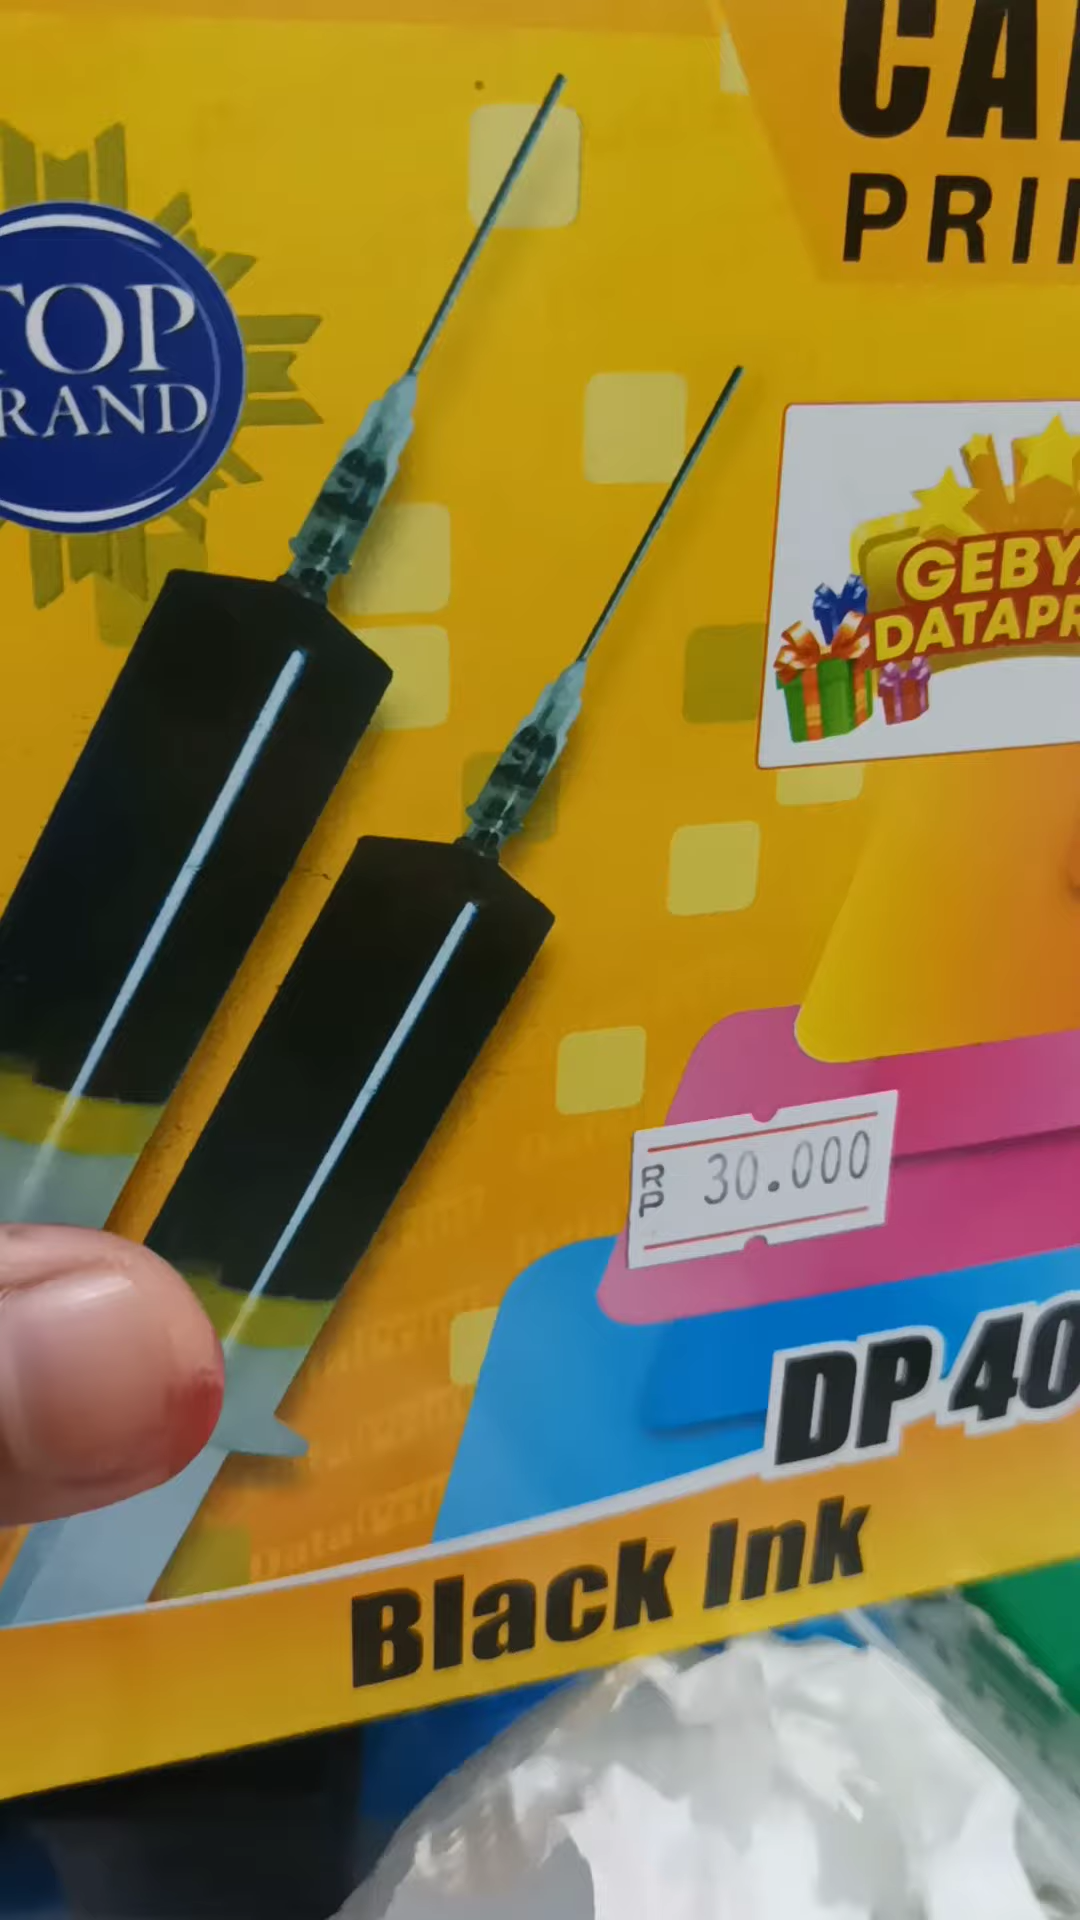 CA
PRI
TOP
RAND
GEBY
DATAPR
RP 30.000
DP 40
Black Ink